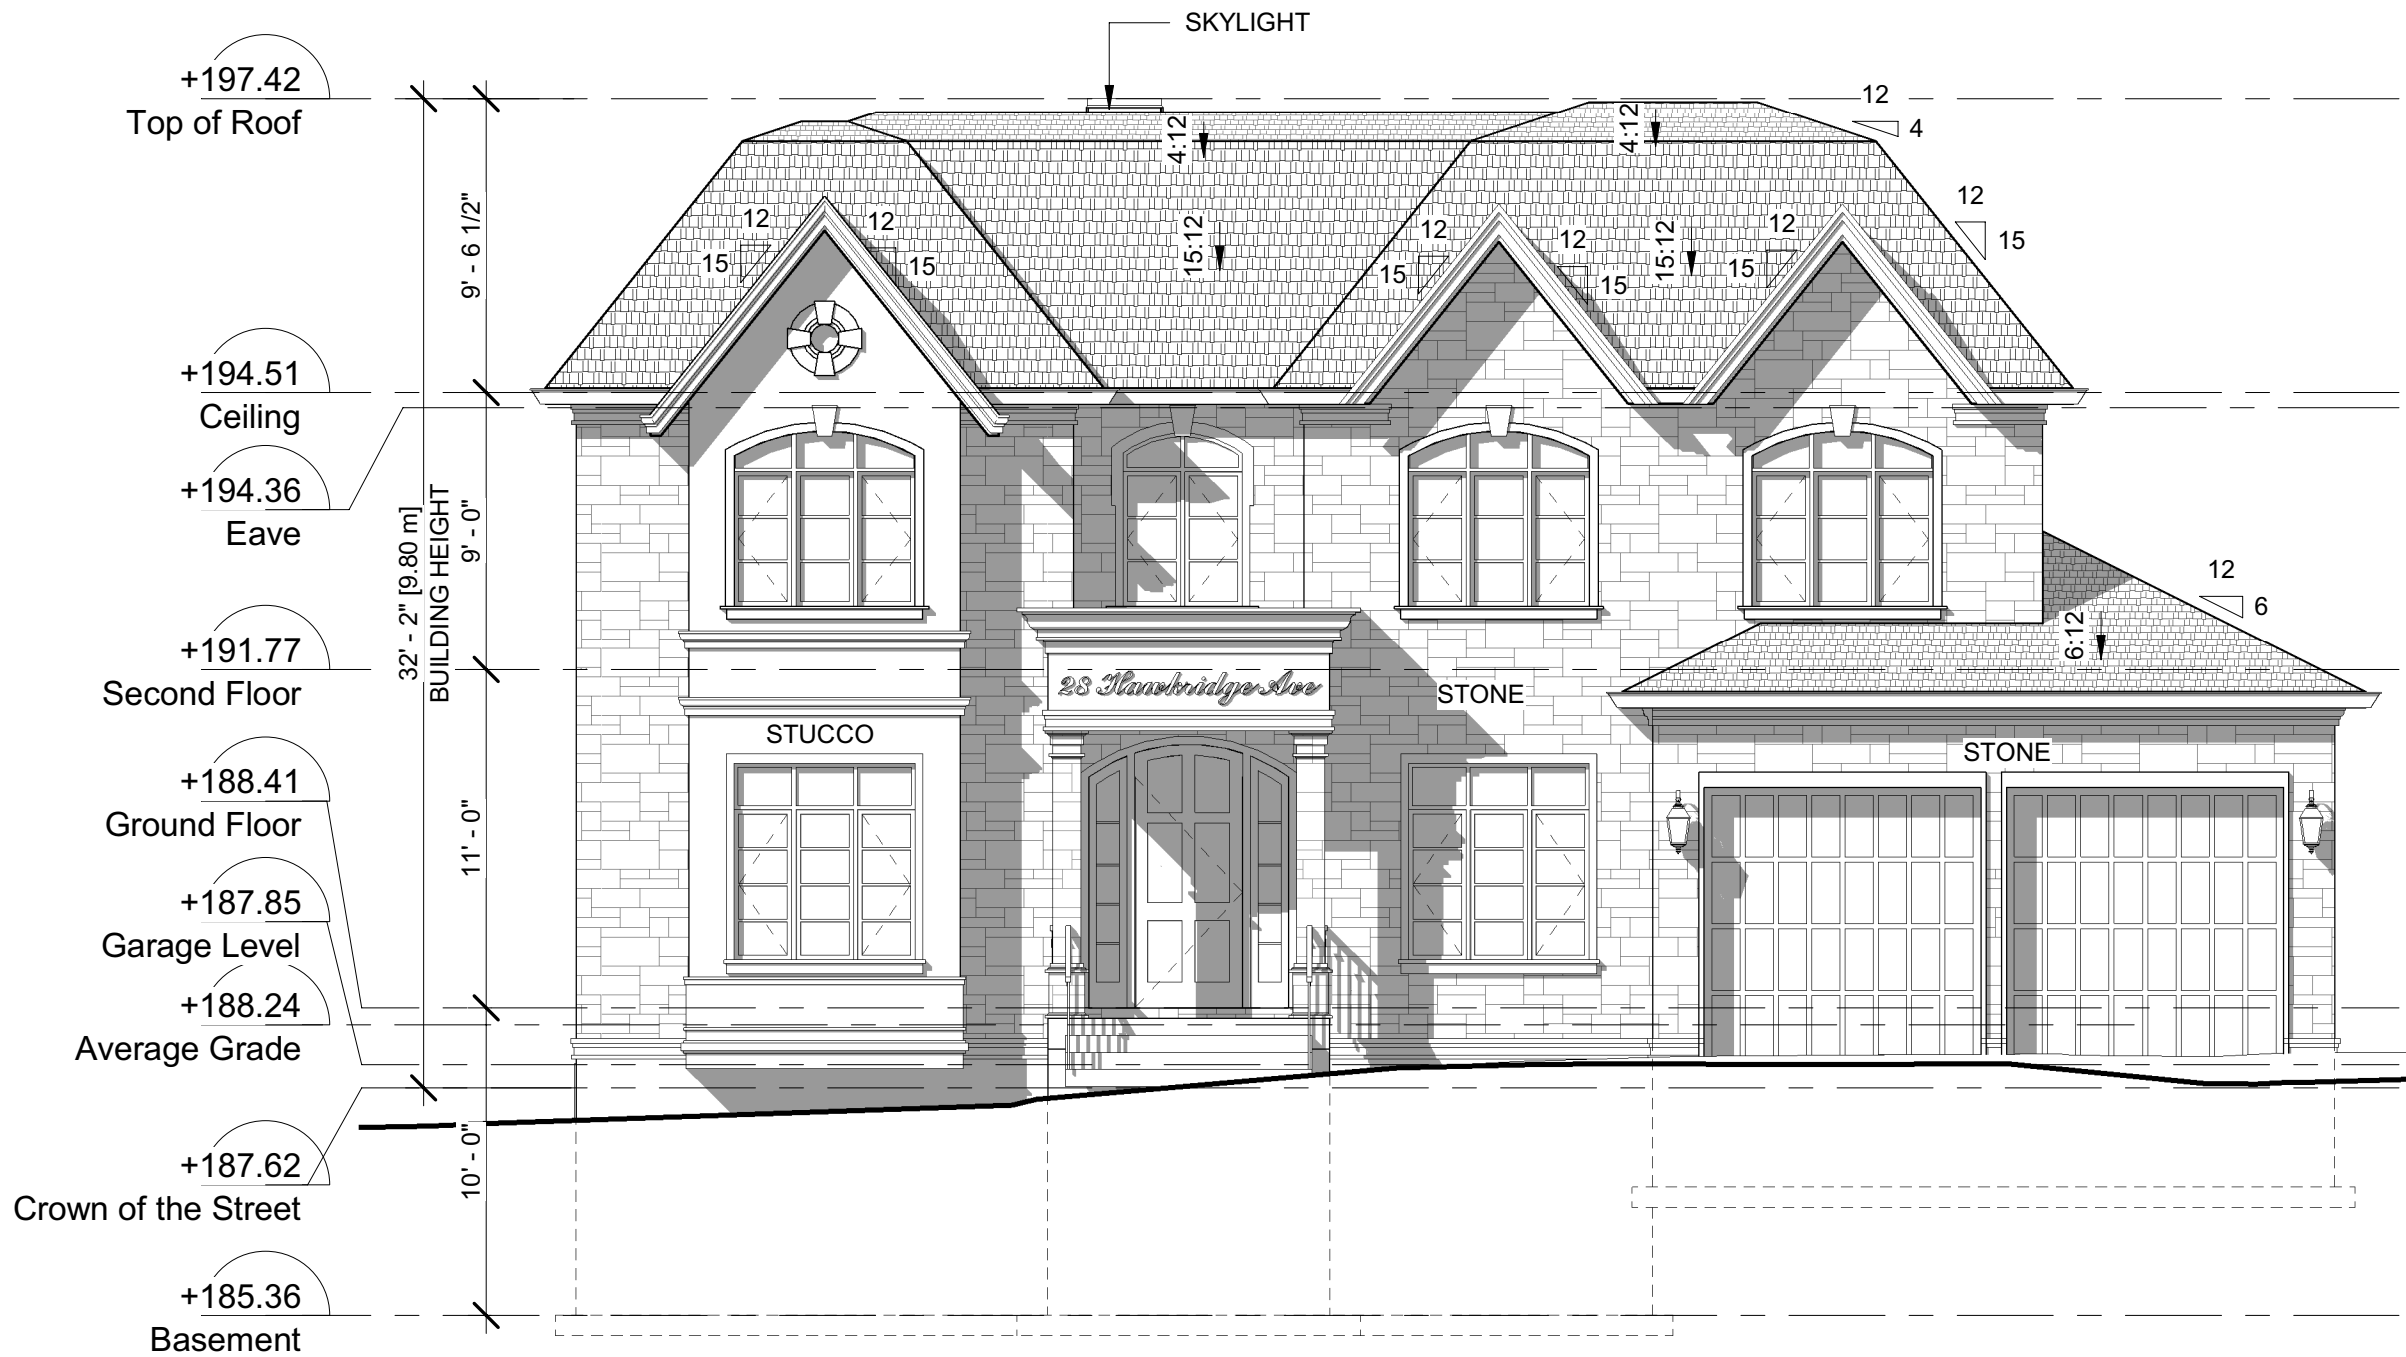 SKYLIGHT
+197.42
Top of Roof
12
4
4:12
4:12
12
15
9' - 6 1/2"
12
15
12
15
15:12
12
15
12
15
15:12
12
15
+194.51
Ceiling
+194.36
Eave
9' - 0"
32' - 2" [9.80 m]
BUILDING HEIGHT
12
6
6:12
+191.77
Second Floor
28 Hawkridge Ave
STONE
STUCCO
STONE
+188.41
Ground Floor
11' - 0"
+187.85
Garage Level
+188.24
Average Grade
10' - 0"
+187.62
Crown of the Street
+185.36
Basement